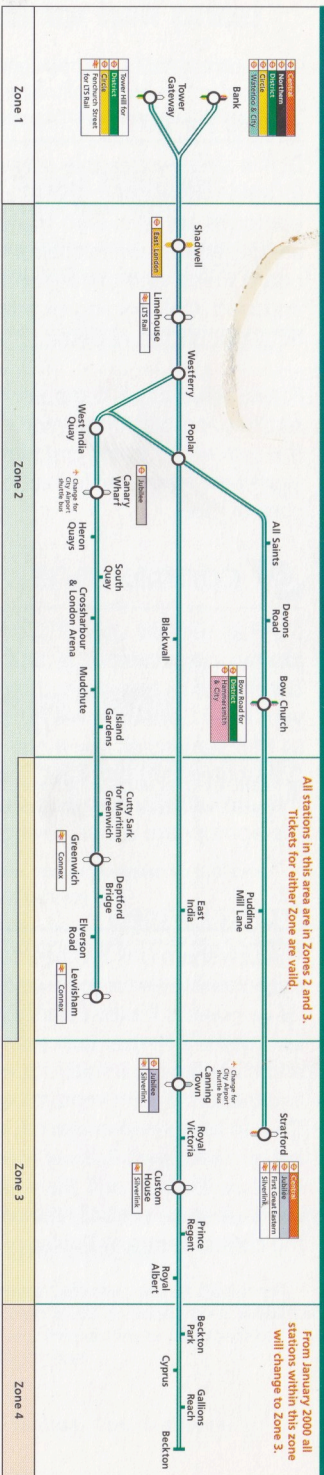 Central
Northern
District
Circle
Waterloo & City
Bank
Tower
Gateway
Tower Hill for
District
Circle
Fenchurch Street
for LTS Rail
Shadwell
East London
Limehouse
LTS Rail
Westferry
Poplar
West India
Quay
Jubilee
Canary
Wharf
Change for
City Airport
shuttle bus
Heron
Quays
South
Quay
Crossharbour
& London Arena
Mudchute
Island
Gardens
All Saints
Devons
Road
Bow Church
Bow Road for
District
Hammersmith
& City
Blackwall
All stations in this area are in Zones 2 and 3.
Tickets for either Zone are vaild.
Pudding
Mill Lane
Cutty Sark
for Maritime
Greenwich
Greenwich
Connex
Deptford
Bridge
Elverson
Road
Lewisham
Connex
East
India
Stratford
Central
Jubilee
First Great Eastern
Silverlink
Change for
City Airport
shuttle bus
Canning
Town
Jubilee
Silverlink
Royal
Victoria
Custom
House
Silverlink
Prince
Regent
Royal
Albert
From January 2000 all
stations within this zone
will change to Zone 3.
Beckton
Park
Cyprus
Gallions
Reach
Beckton
Zone 1
Zone 2
Zone 3
Zone 4